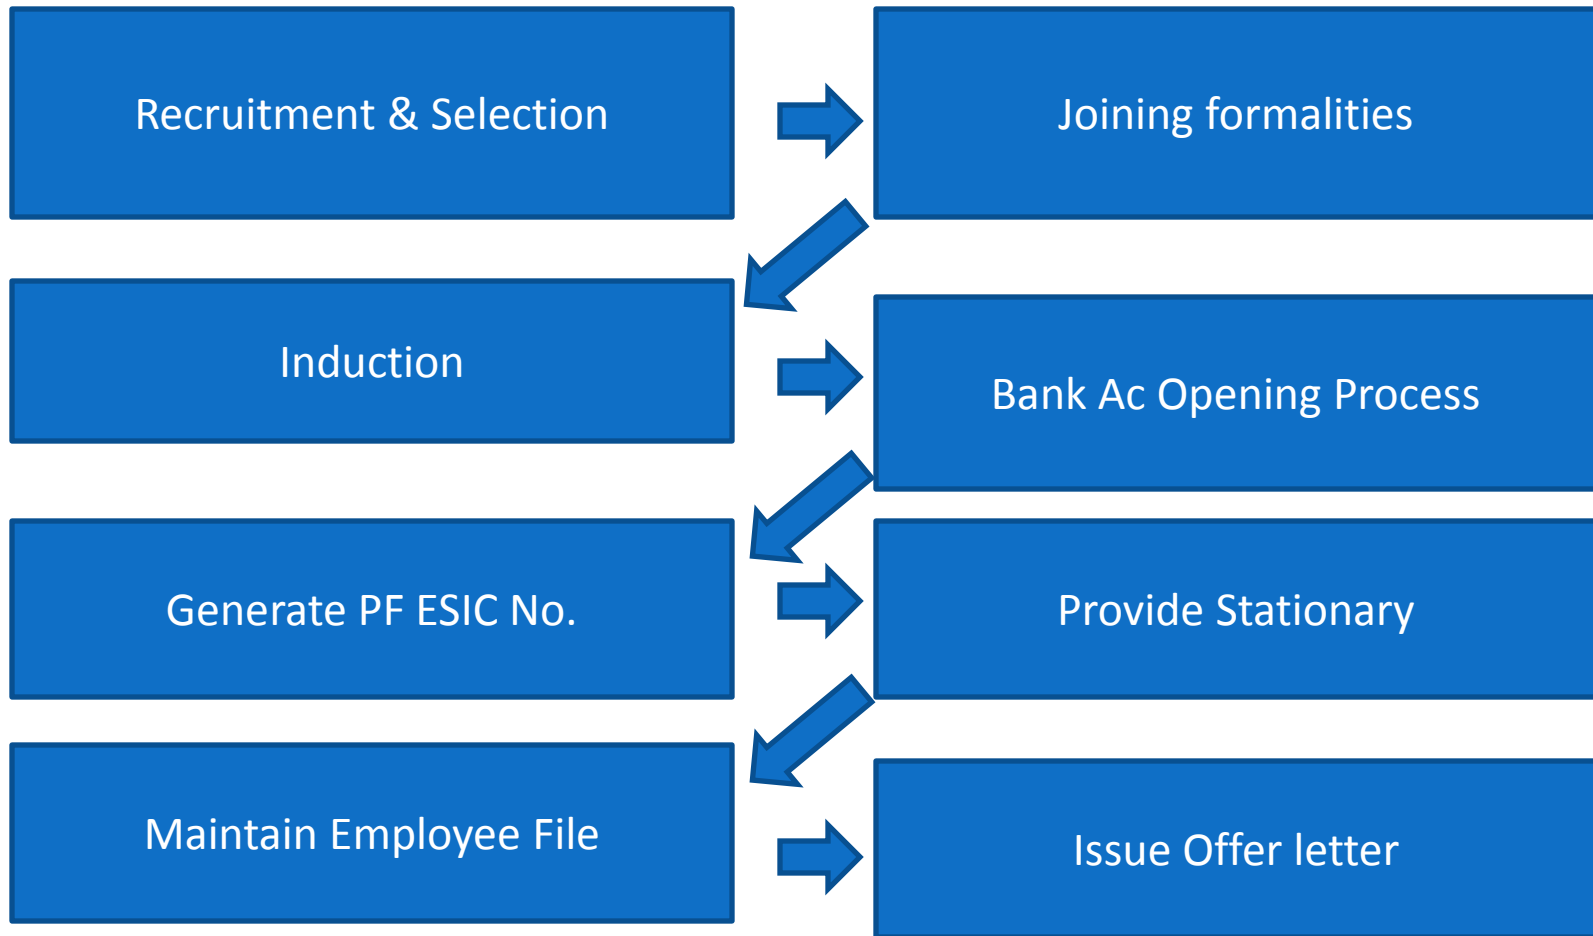 Recruitment & Selection
Joining formalities
Induction
Bank Ac Opening Process
Generate PF ESIC No.
Provide Stationary
Maintain Employee File
Issue Offer letter